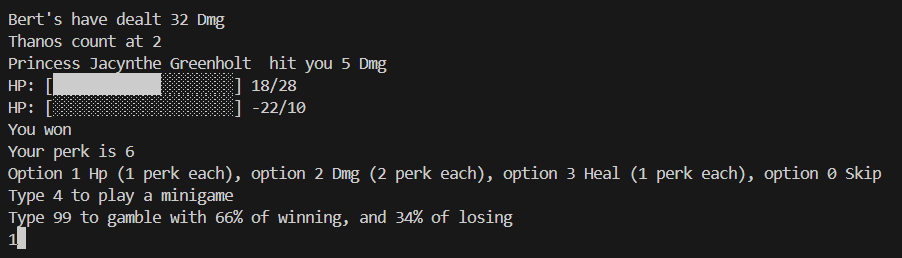 Bert's have dealt 32 Dmg
Thanos count at 2
Princess Jacynthe Greenholt  hit you 5 Dmg
HP: [████████████░░░░░░░░] 18/28
HP: [░░░░░░░░░░░░░░░░░░░░] -22/10
You won
Your perk is 6
Option 1 Hp (1 perk each), option 2 Dmg (2 perk each), option 3 Heal (1 perk each), option 0 Skip
Type 4 to play a minigame
Type 99 to gamble with 66% of winning, and 34% of losing
1